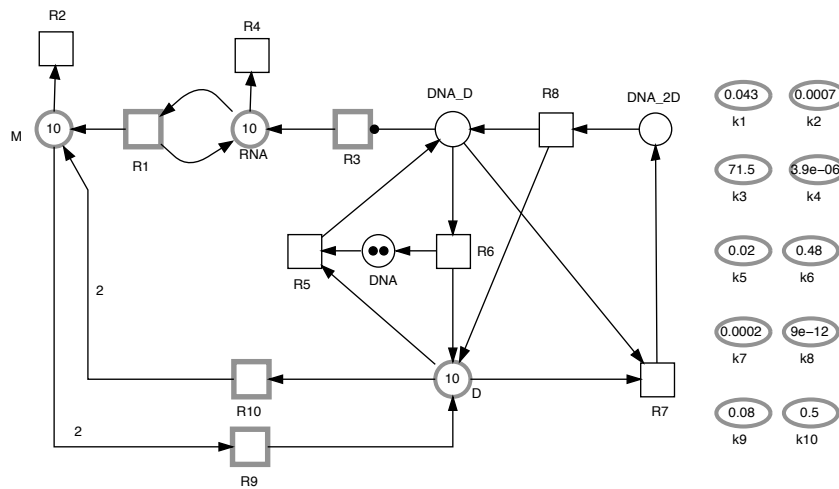 R2
R4
DNA_D
R8
DNA_2D
M
10
R1
10
RNA
R3
0.043
0.0007
k1
k2
71.5
3.9e−06
k3
k4
R5
DNA
R6
0.02
0.48
k5
k6
2
0.0002
9e−12
k7
k8
R10
10
D
R7
0.08
0.5
k9
k10
2
R9